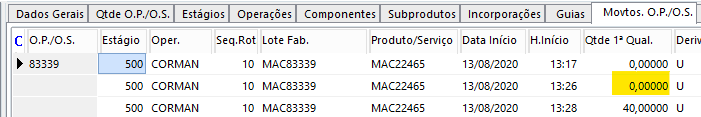 Dados Gerais Qtde O.P./O.S. Estágios Operações Componentes Subprodutos Incorporações Guias Movtos. O.P./O.S.
O.P./O.S. Estágio Oper. Seq.Rot Lote Fab. Produto/Serviço Data Início H.Início Qtde 1ª Qual. Deriv
83339 500 CORMAN 10 MAC83339 MAC22465 13/08/2020 13:17 0,00000 U
500 CORMAN 10 MAC83339 MAC22465 13/08/2020 13:26 0,00000 U
500 CORMAN 10 MAC83339 MAC22465 13/08/2020 13:28 40,00000 U